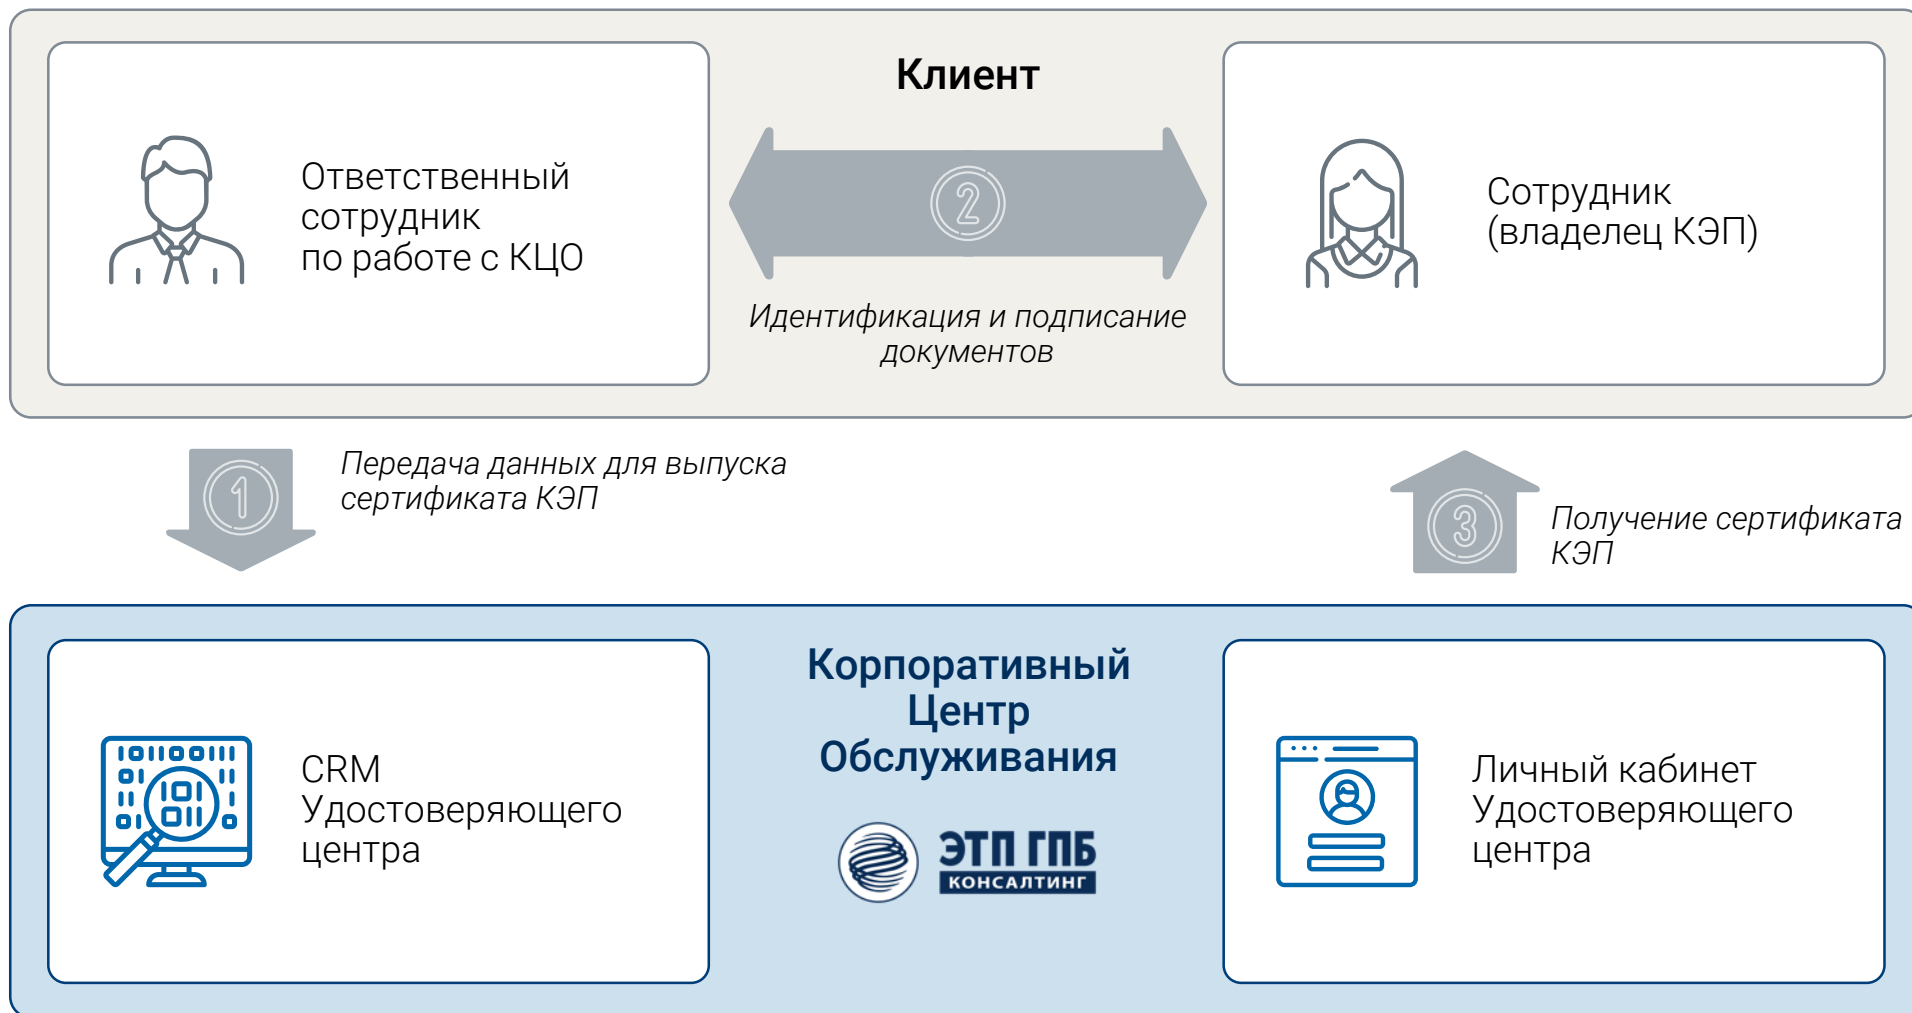 Клиент
Ответственный
сотрудник
по работе с КЦО
2
Идентификация и подписание
документов
Сотрудник
(владелец КЭП)
1
Передача данных для выпуска
сертификата КЭП
3
Получение сертификата
КЭП
Корпоративный
Центр
Обслуживания
ЭТП ГПБ
КОНСАЛТИНГ
CRM
Удостоверяющего
центра
Личный кабинет
Удостоверяющего
центра